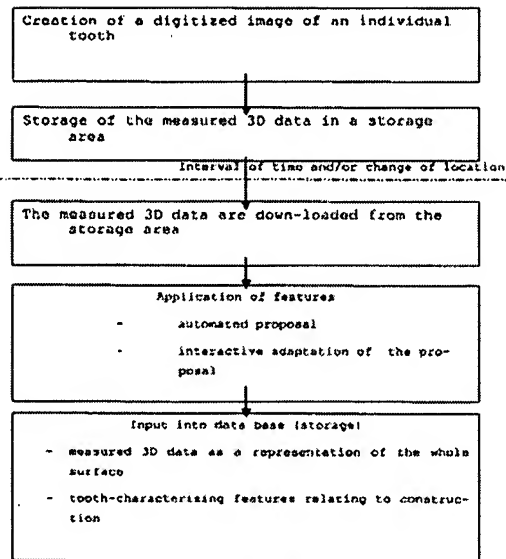 Creation of a digitized image of an individual
tooth
Storage of the measured 3D data in a storage
area
Interval of time and/or change of location
The measured 3D data are down-loaded from the
storage area
Application of features
- automated proposal
- interactive adaptation of the pro-
posal
Input into data base (storage)
- measured 3D data as a representation of the whole
surface
- tooth-characterizing features relating to construc-
tion